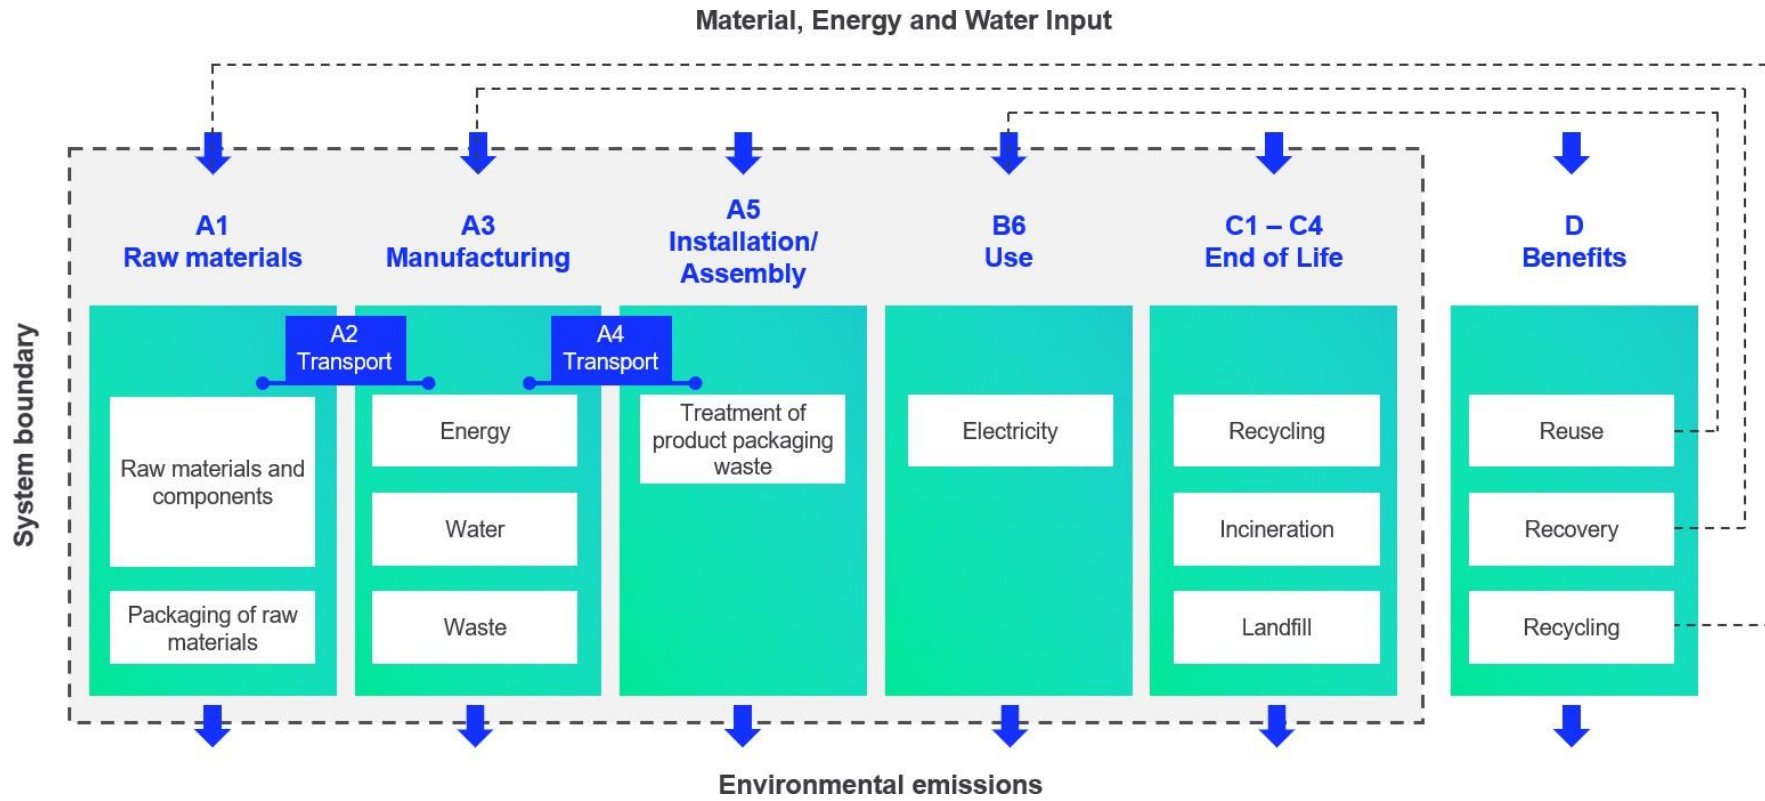 Material, Energy and Water Input
System boundary
A1
Raw materials
A3
Manufacturing
A5
Installation/
Assembly
B6
Use
C1 – C4
End of Life
D
Benefits
A2
Transport
A4
Transport
Raw materials and
components
Packaging of raw
materials
Energy
Water
Waste
Treatment of
product packaging
waste
Electricity
Recycling
Incineration
Landfill
Reuse
Recovery
Recycling
Environmental emissions